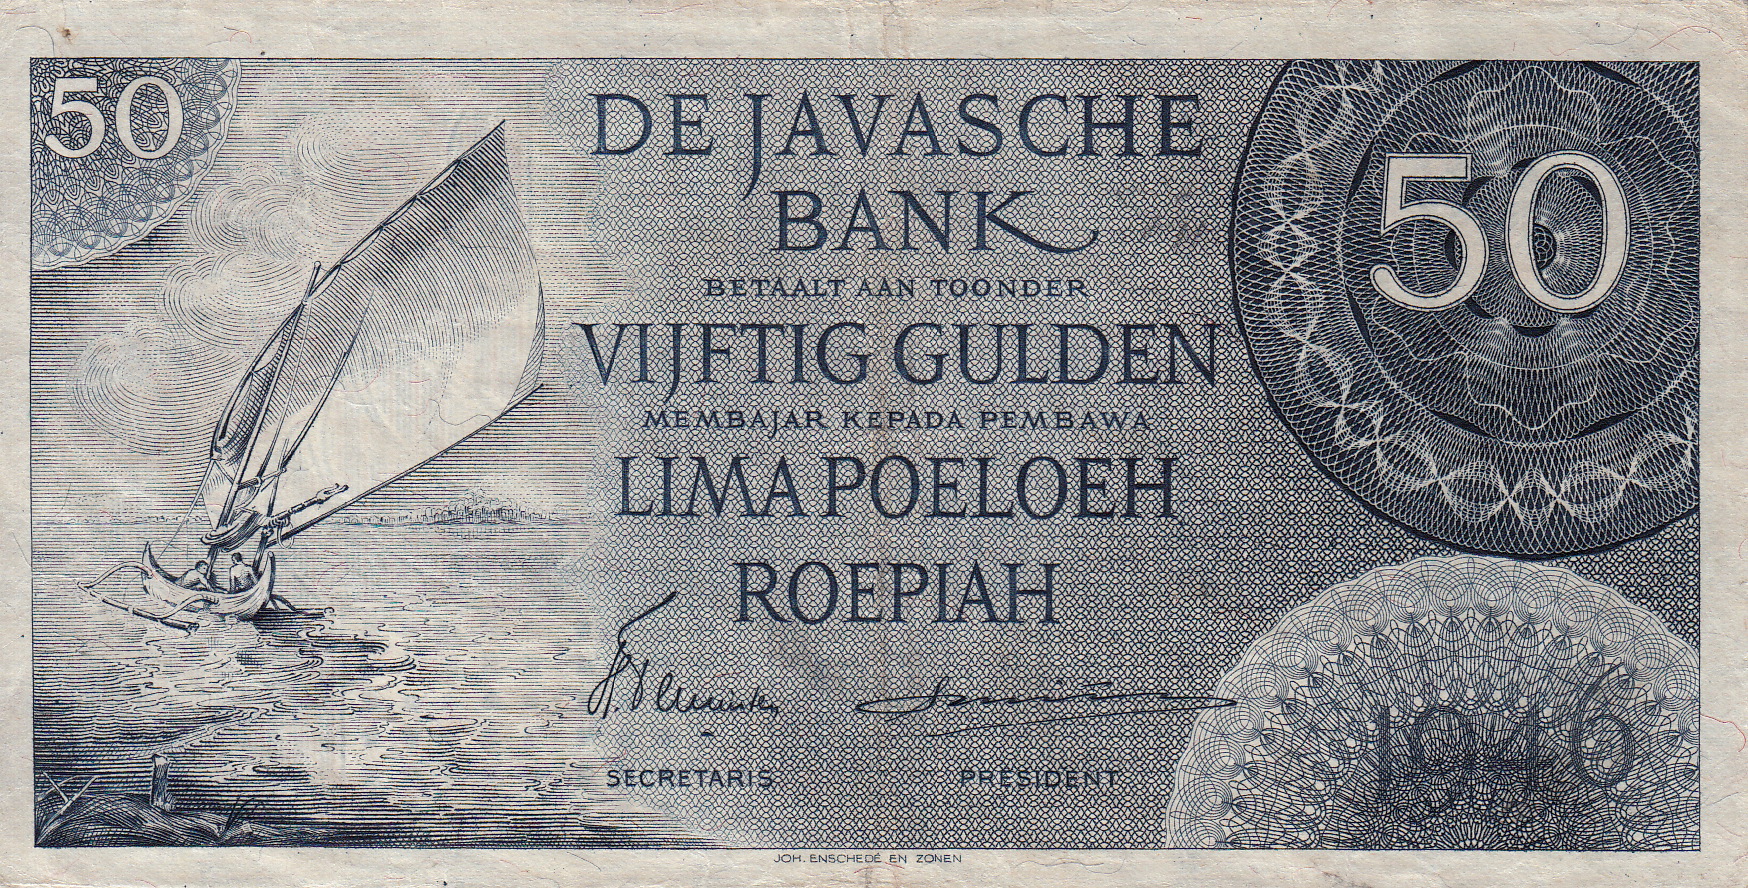 50
DE JAVASCHE
BANK
BETAALT AAN TOONDER
VIJFTIG GULDEN
MEMBAJAR KEPADA PEMBAWA
LIMA POELOEH
ROEPIAH
50
SECRETARIS PRESIDENT
1946
JOH. ENSCHEDÉ EN ZONEN